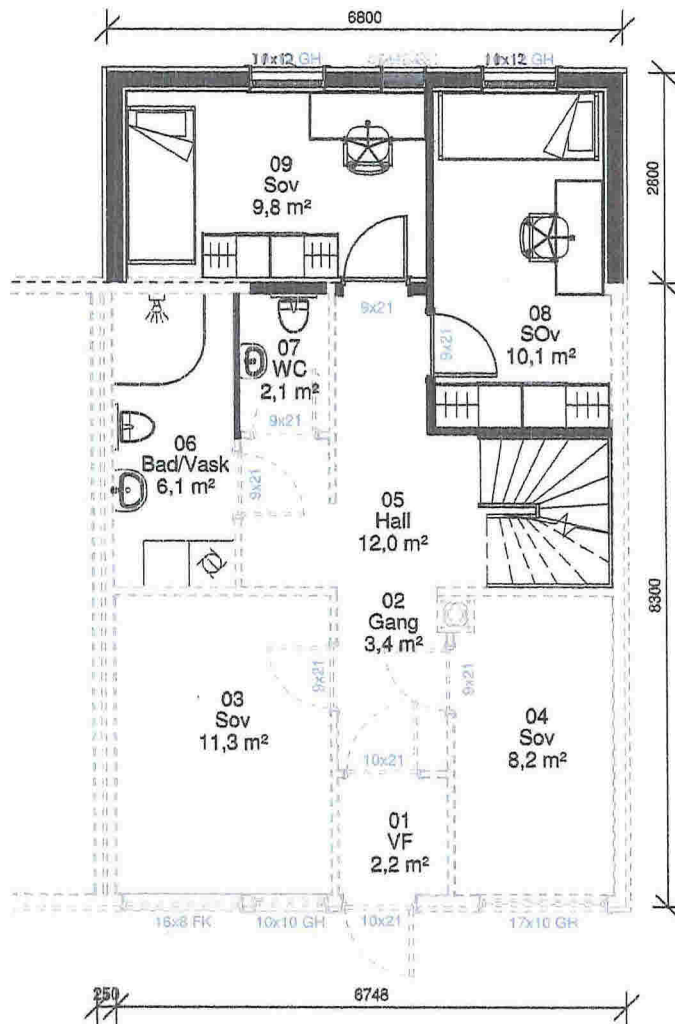 6800
11x12 GH
11x12 GH
09
Sov
9,8 m²
2800
08
SOv
10,1 m²
9x21
9x21
07
WC
2,1 m²
9x21
06
Bad/Vask
6,1 m²
9x21
05
Hall
12,0 m²
02
Gang
3,4 m²
8300
9x21
9x21
03
Sov
11,3 m²
04
Sov
8,2 m²
10x21
01
VF
2,2 m²
16x8 FK
10x10 GH
10x21
17x10 GH
250
6748